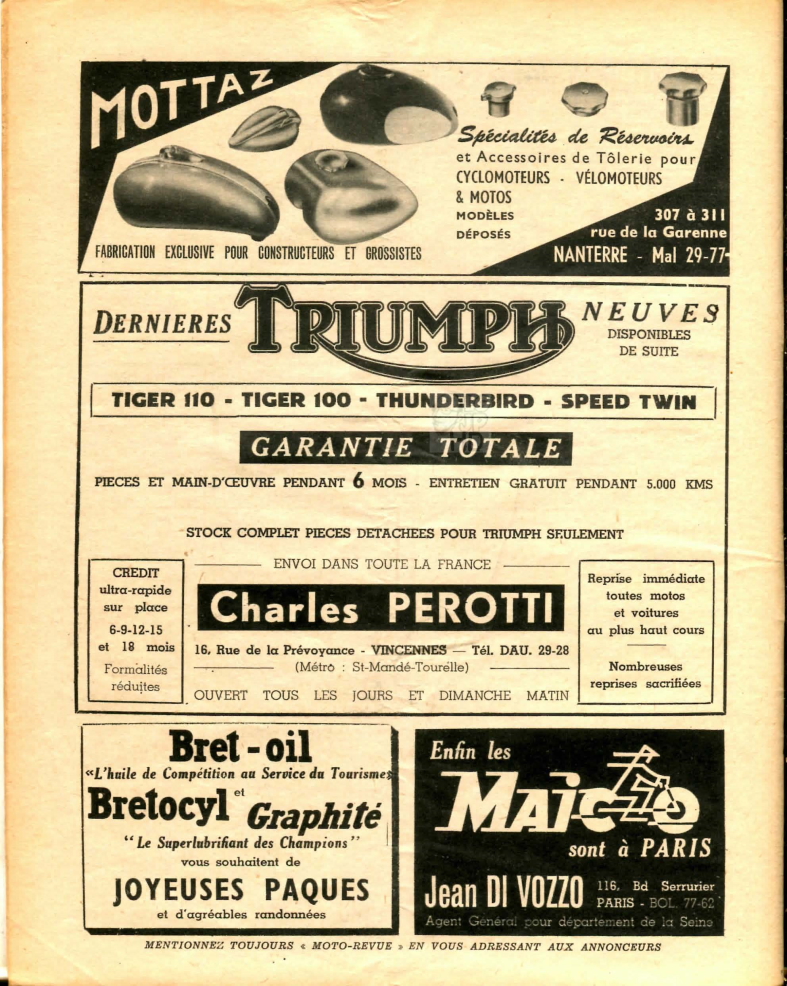 MOTTAZ
Spécialités de Réservoirs
et Accessoires de Tôlerie pour
CYCLOMOTEURS - VÉLOMOTEURS
& MOTOS
MODÈLES
DÉPOSÉS
307 à 311
rue de la Garenne
NANTERRE - Mal 29-77
FABRICATION EXCLUSIVE POUR CONSTRUCTEURS ET GROSSISTES
DERNIERES TRIUMPH NEUVES
DISPONIBLES
DE SUITE
TIGER 110 - TIGER 100 - THUNDERBIRD - SPEED TWIN
GARANTIE TOTALE
PIECES ET MAIN-D'ŒUVRE PENDANT 6 MOIS - ENTRETIEN GRATUIT PENDANT 5.000 KMS
STOCK COMPLET PIECES DETACHEES POUR TRIUMPH SEULEMENT
CREDIT
ultra-rapide
sur place
6-9-12-15
et 18 mois
Formalités
réduites
ENVOI DANS TOUTE LA FRANCE
Charles PEROTTI
16, Rue de la Prévoyance - VINCENNES — Tél. DAU. 29-28
(Métro : St-Mandé-Tourelle)
OUVERT TOUS LES JOURS ET DIMANCHE MATIN
Reprise immédiate
toutes motos
et voitures
au plus haut cours
Nombreuses
reprises sacrifiées
Bret-oil
«L'huile de Compétition au Service du Tourisme»
Bretocyl et Graphité
"Le Superlubrifiant des Champions"
vous souhaitent de
JOYEUSES PAQUES
et d'agréables randonnées
Enfin les
MAÏCO
sont à PARIS
Jean DI VOZZO
116, Bd Serrurier
PARIS - BOL. 77-62
Agent Général pour département de la Seine
MENTIONNEZ TOUJOURS « MOTO-REVUE » EN VOUS ADRESSANT AUX ANNONCEURS